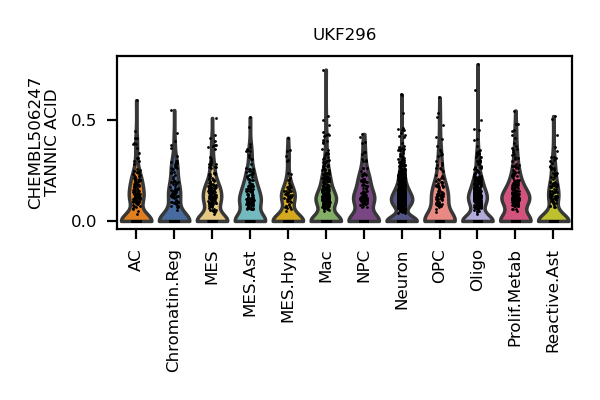 UKF296
CHEMBL506247
TANNIC ACID
0.5
0.0
AC
Chromatin.Reg
MES
MES.Ast
MES.Hyp
Mac
NPC
Neuron
OPC
Oligo
Prolif.Metab
Reactive.Ast